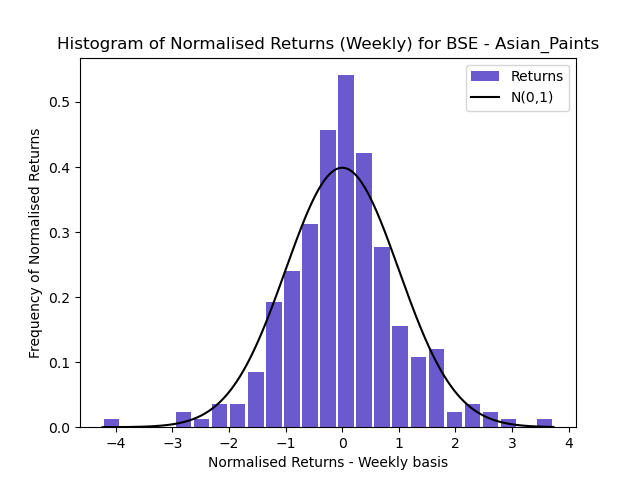 Histogram of Normalised Returns (Weekly) for BSE - Asian_Paints
Returns
N(0,1)
Frequency of Normalised Returns
0.5
0.4
0.3
0.2
0.1
0.0
−4 −3 −2 −1 0 1 2 3 4
Normalised Returns - Weekly basis